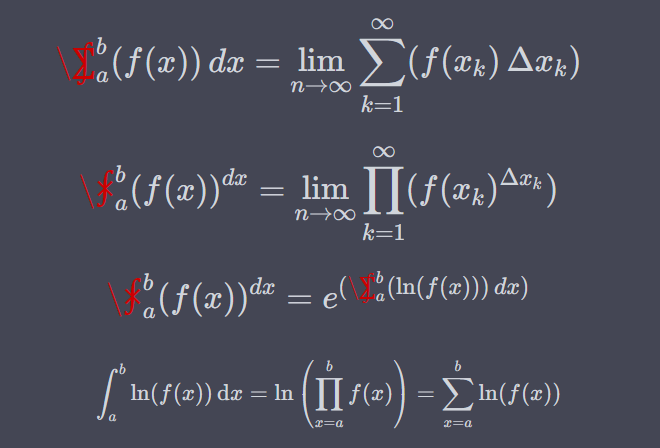 \⨋_a^b (f(x)) dx = lim_{n→∞} ∑_{k=1}^{∞} (f(x_k) Δx_k)
\⨍_a^b (f(x))^{dx} = lim_{n→∞} ∏_{k=1}^{∞} (f(x_k)^{Δx_k})
\⨍_a^b (f(x))^{dx} = e^{(\⨋_a^b (ln(f(x))) dx)}
∫_a^b ln(f(x)) dx = ln (∏_{x=a}^{b} f(x)) = ∑_{x=a}^{b} ln(f(x))